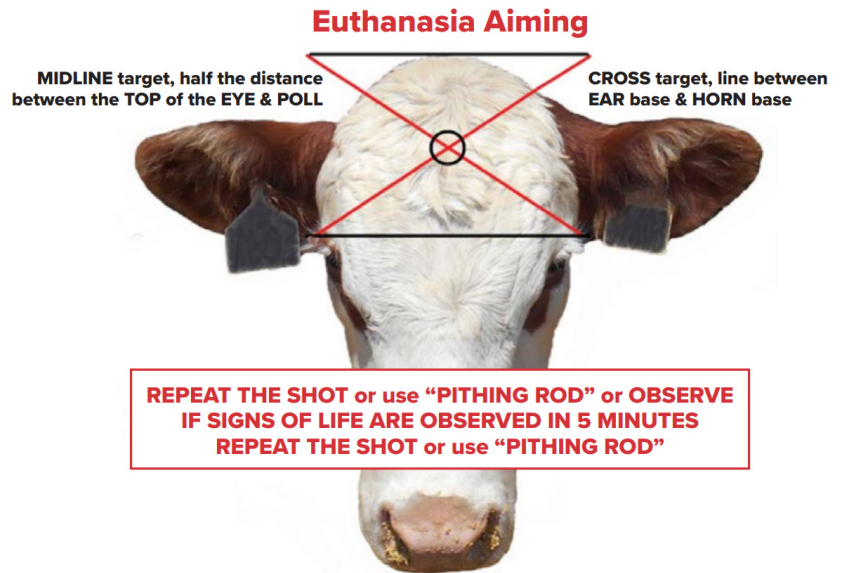 Euthanasia Aiming
MIDLINE target, half the distance
between the TOP of the EYE & POLL
CROSS target, line between
EAR base & HORN base
REPEAT THE SHOT or use “PITHING ROD” or OBSERVE
IF SIGNS OF LIFE ARE OBSERVED IN 5 MINUTES
REPEAT THE SHOT or use “PITHING ROD”